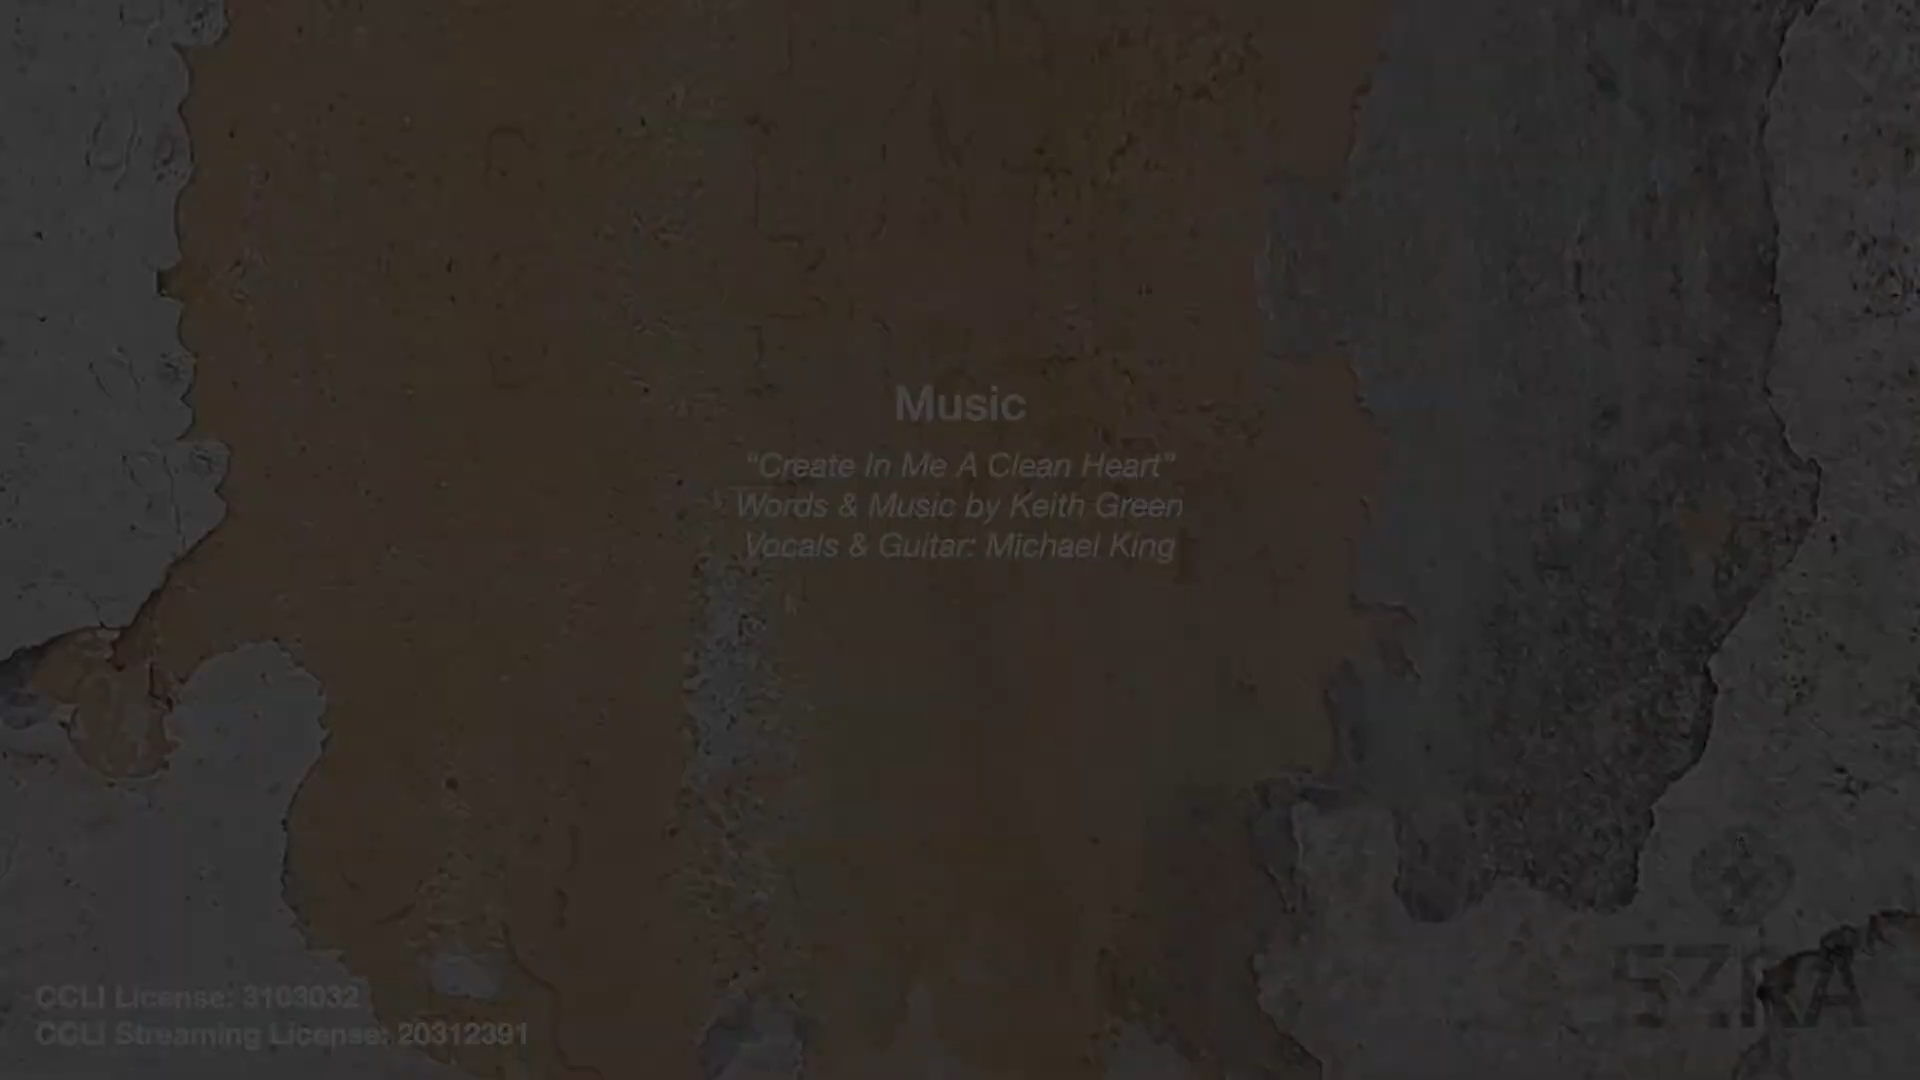 Music
“Create In Me A Clean Heart”
Words & Music by Keith Green
Vocals & Guitar: Michael King
CCLI License: 3103032
CCLI Streaming License: 20312391